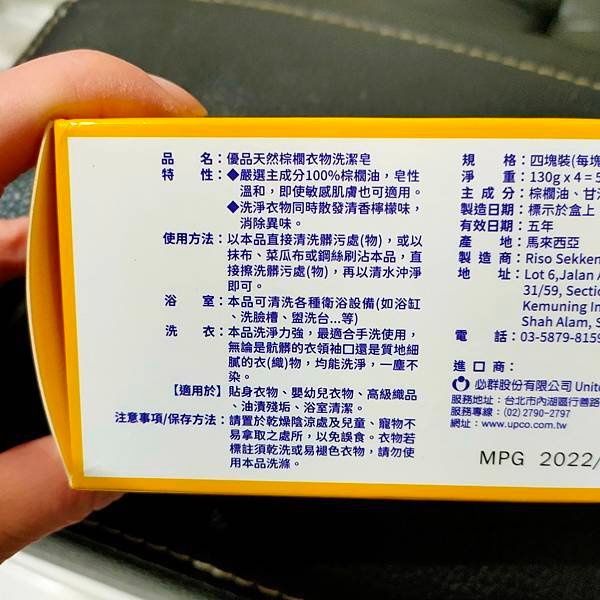 品　　名：優品天然棕櫚衣物洗潔皂
特　　性：◆嚴選主成分100%棕櫚油，皂性
溫和，即使敏感肌膚也可適用。
◆洗淨衣物同時散發清香檸檬味，
消除異味。
使用方法：以本品直接清洗髒污處(物)，或以
抹布、菜瓜布或鋼絲刷沾本品，直
接擦洗髒污處(物)，再以清水沖淨
即可。
浴　　室：本品可清洗各種衛浴設備(如浴缸
、洗臉槽、盥洗台...等)
洗　　衣：本品洗淨力強，最適合手洗使用，
無論是骯髒的衣領袖口還是質地細
膩的衣(織)物，均能洗淨，一塵不
染。
【適用於】貼身衣物、嬰幼兒衣物、高級織品
、油漬殘垢、浴室清潔。
注意事項/保存方法：請置於乾燥陰涼處及兒童、寵物不
易拿取之處所，以免誤食。衣物若
標註須乾洗或易褪色衣物，請勿使
用本品洗滌。
規　　格：四塊裝(每塊
淨　　重：130g x 4 = 5
主 成 分：棕櫚油、甘
製造日期：標示於盒上
有效日期：五年
產　　地：馬來西亞
製 造 商：Riso Sekken
地　　址：Lot 6,Jalan A
31/59, Sectio
Kemuning In
Shah Alam, S
電　　話：03-5879-8159
進 口 商：
必群股份有限公司 Unite
服務地址：台北市內湖區行善路
服務專線：(02) 2790-2797
網址：www.upco.com.tw
MPG 2022/